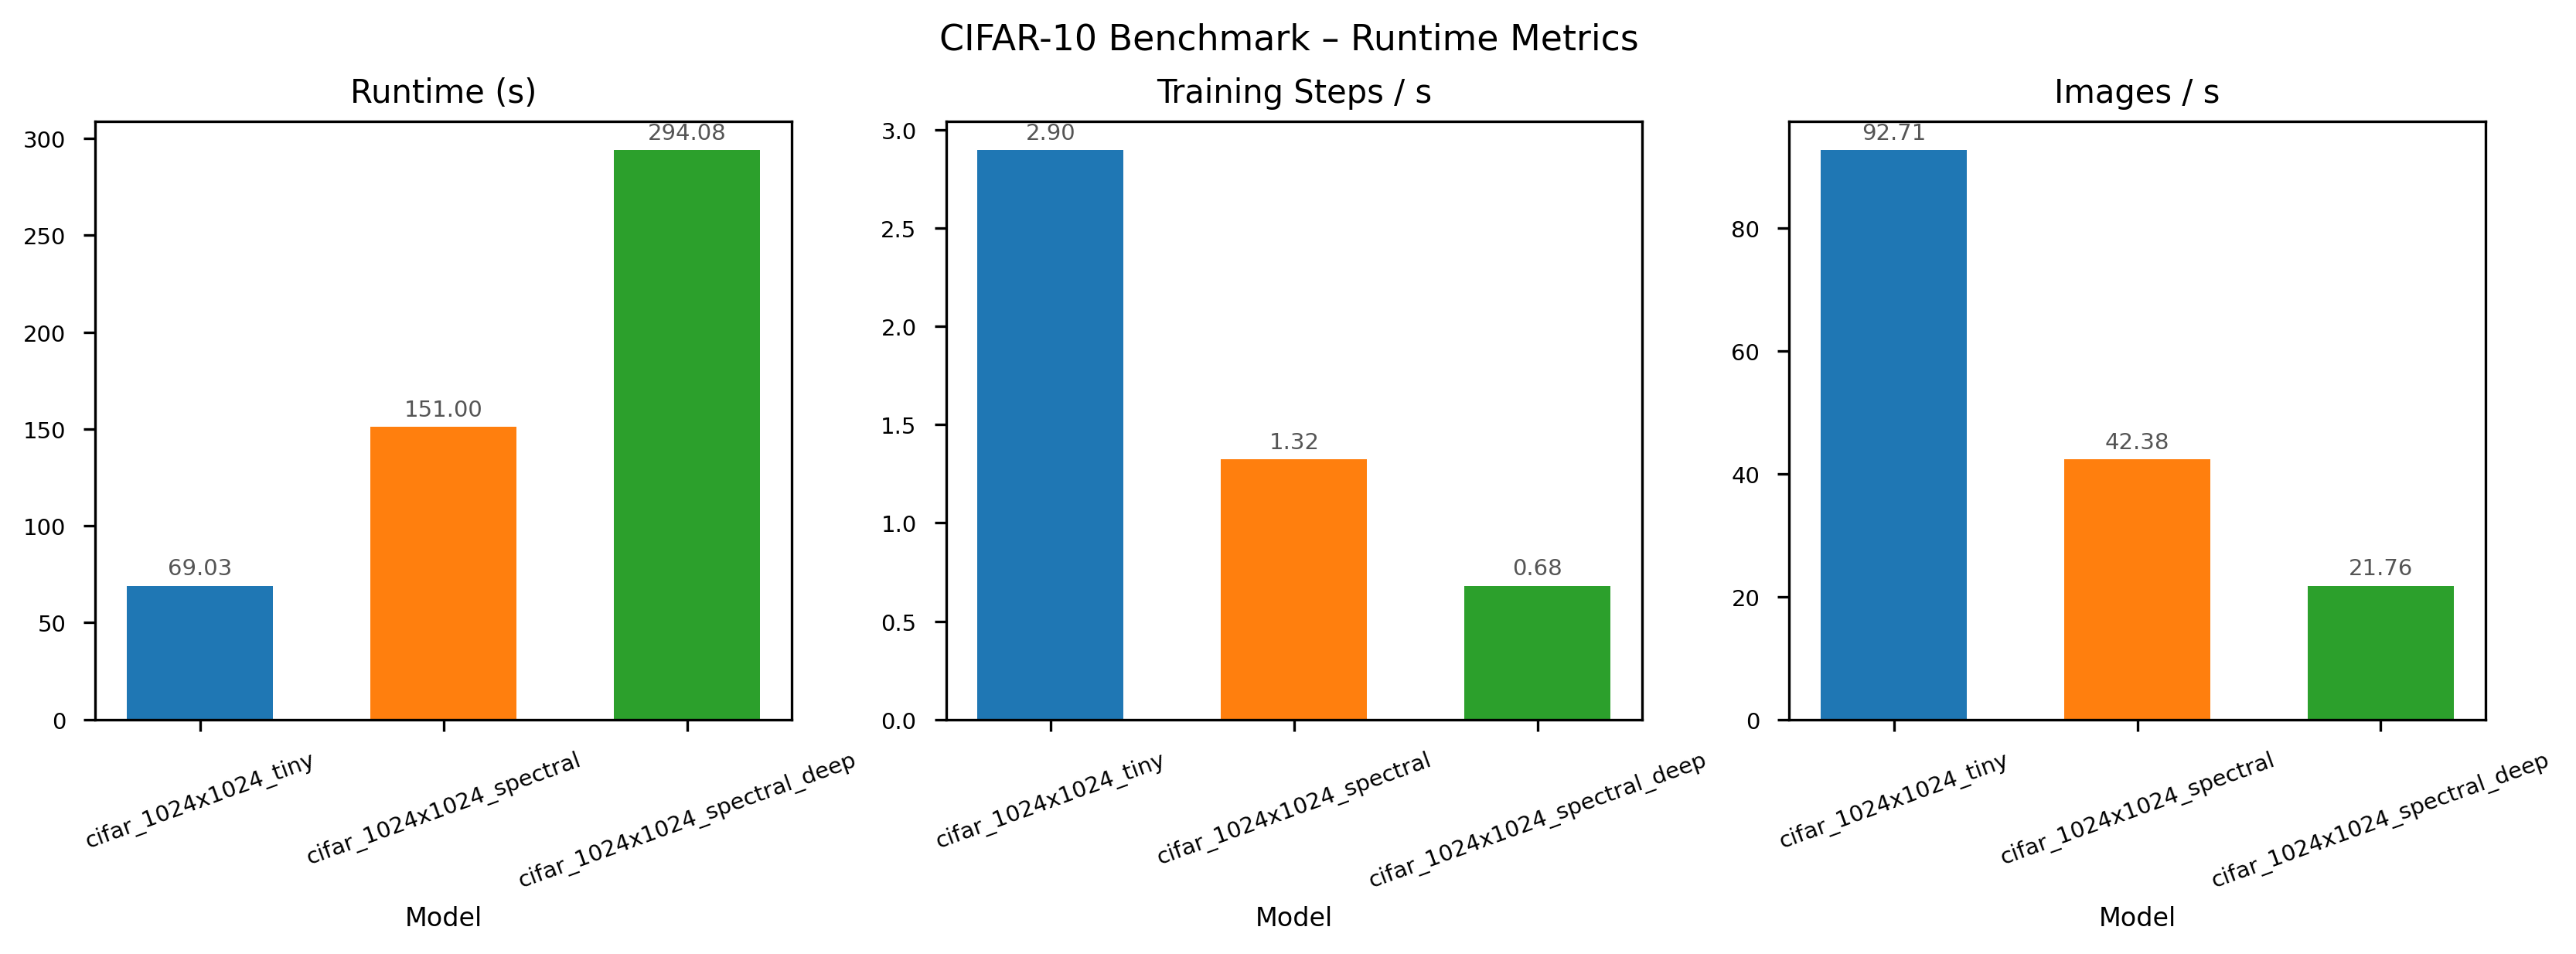 CIFAR-10 Benchmark – Runtime Metrics
Runtime (s)
300
250
200
150
100
50
0
69.03
151.00
294.08
cifar_1024x1024_tiny
cifar_1024x1024_spectral
cifar_1024x1024_spectral_deep
Model
Training Steps / s
3.0
2.5
2.0
1.5
1.0
0.5
0.0
2.90
1.32
0.68
cifar_1024x1024_tiny
cifar_1024x1024_spectral
cifar_1024x1024_spectral_deep
Model
Images / s
80
60
40
20
0
92.71
42.38
21.76
cifar_1024x1024_tiny
cifar_1024x1024_spectral
cifar_1024x1024_spectral_deep
Model